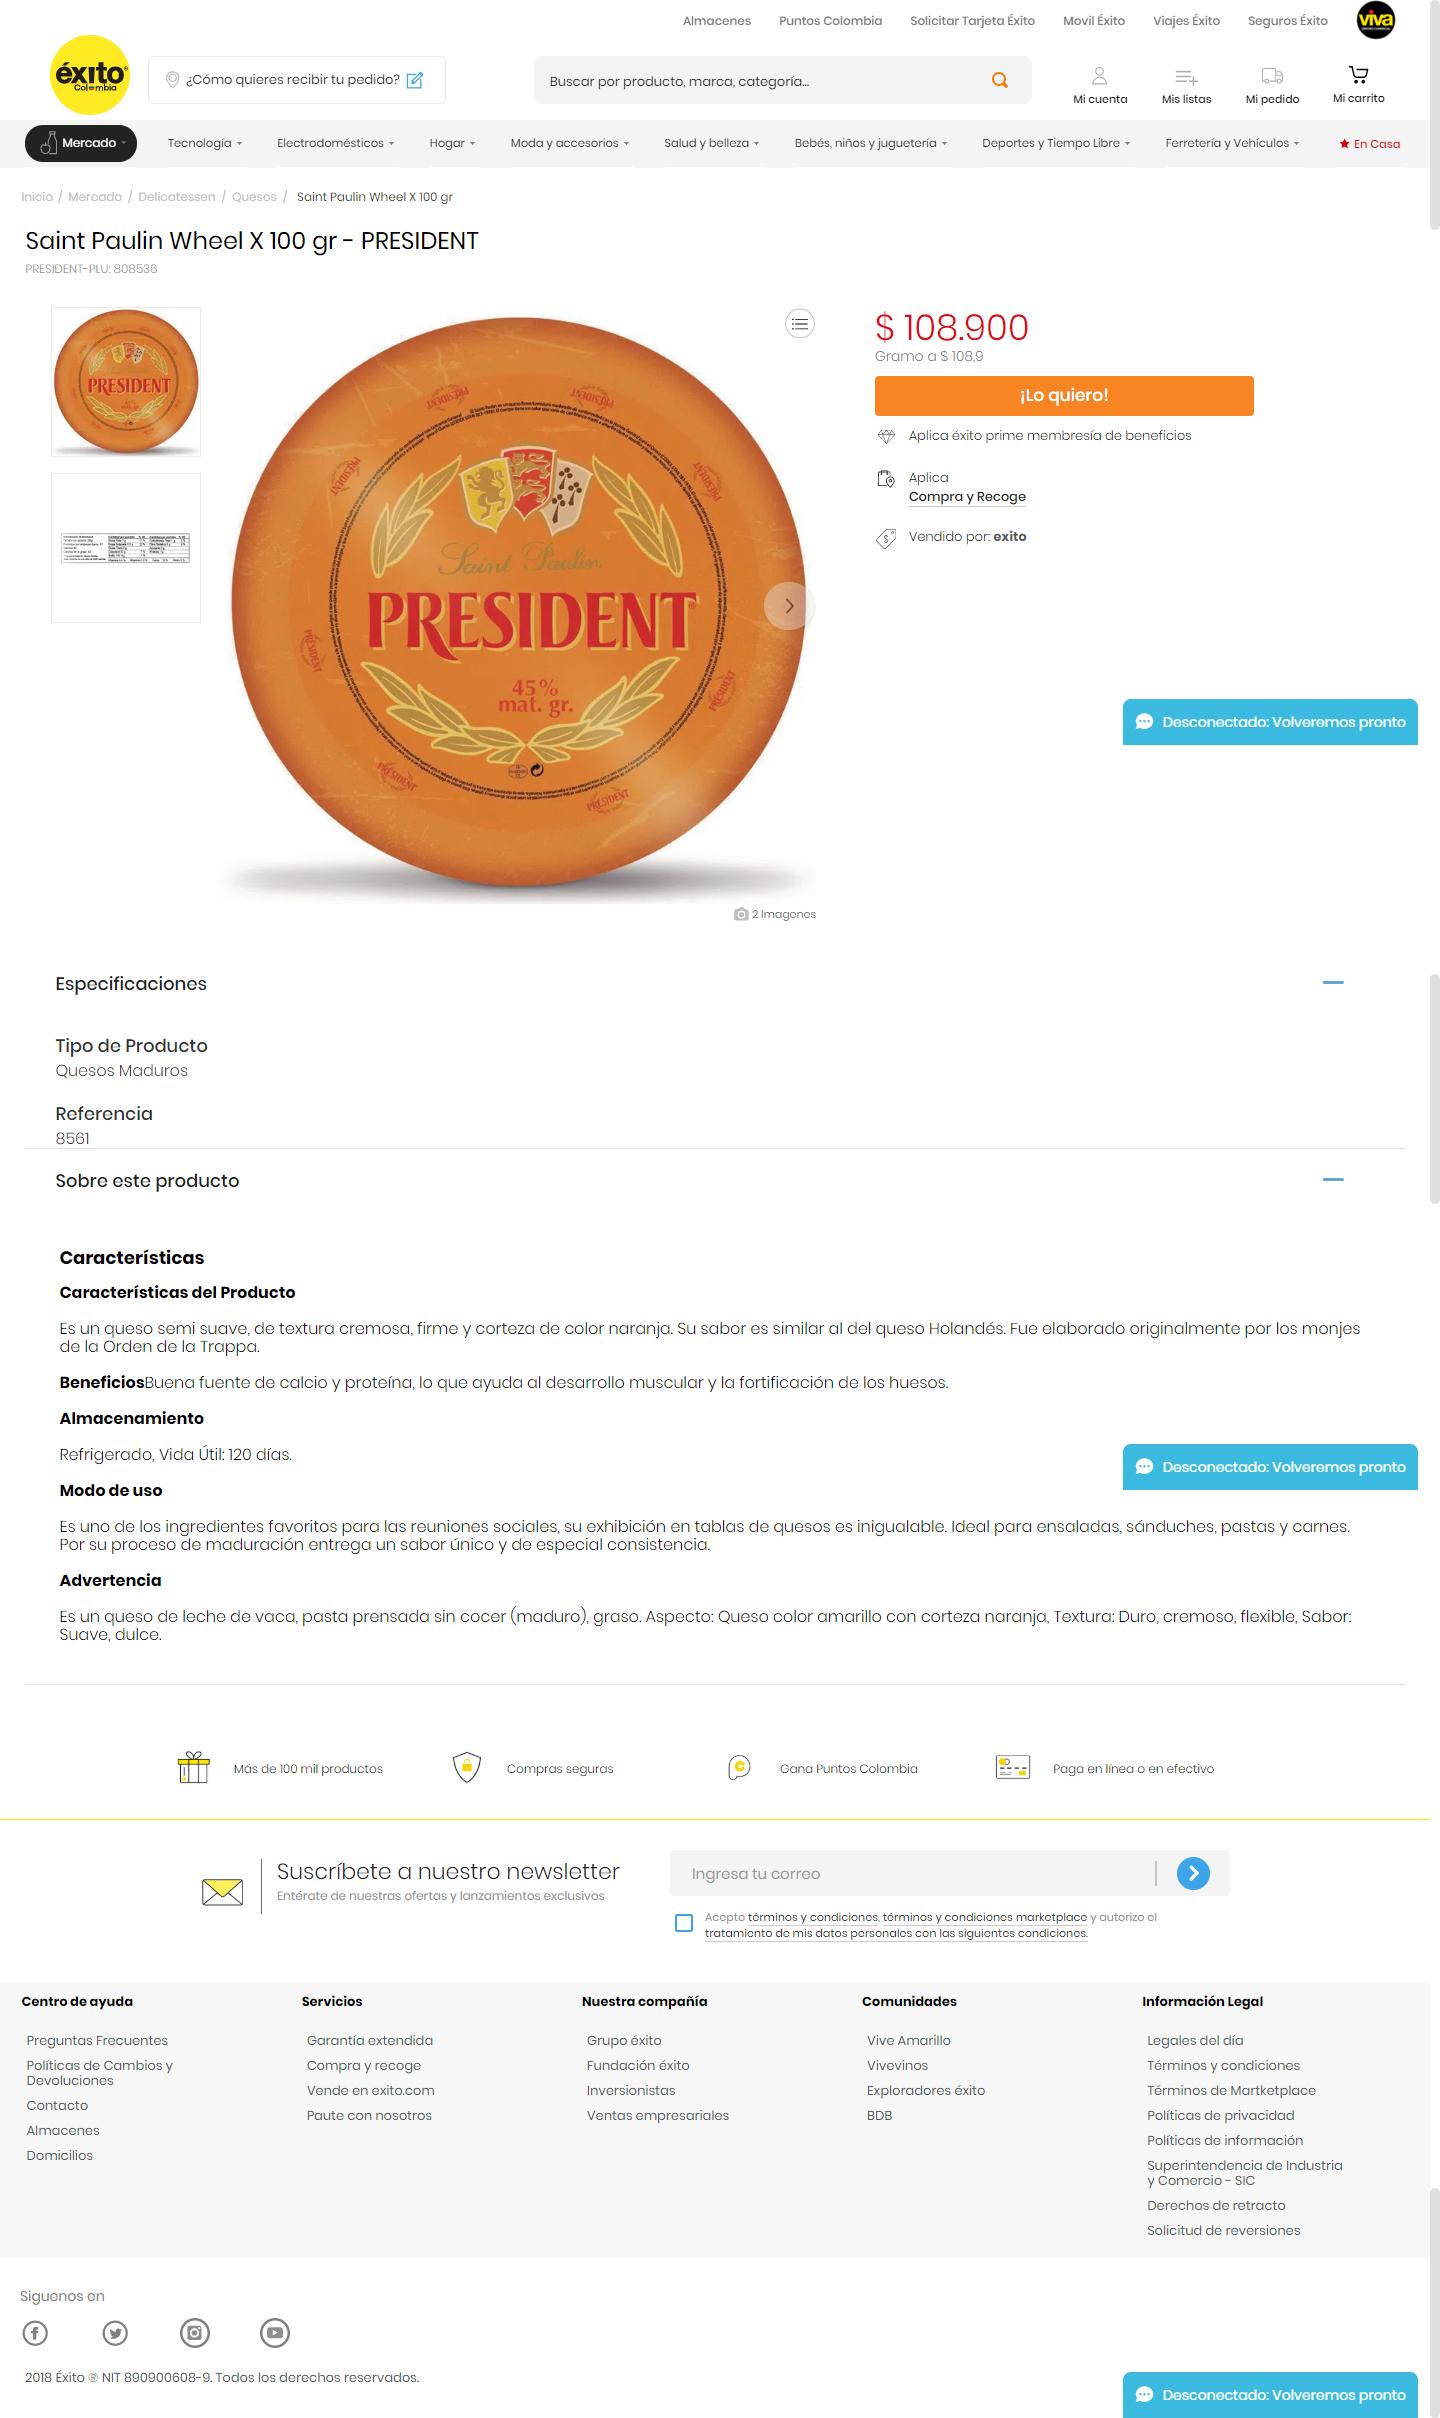 Almacenes Puntos Colombia Solicitar Tarjeta Éxito Movil Éxito Viajes Éxito Seguros Éxito viva
éxito
Colombia
¿Cómo quieres recibir tu pedido?
Buscar por producto, marca, categoría...
Mi cuenta Mis listas Mi pedido Mi carrito
Mercado Tecnología Electrodomésticos Hogar Moda y accesorios Salud y belleza Bebés, niños y juguetería Deportes y Tiempo Libre Ferretería y Vehículos En Casa
Inicio / Mercado / Delicatessen / Quesos / Saint Paulin Wheel X 100 gr
Saint Paulin Wheel X 100 gr - PRESIDENT
PRESIDENT-PLU: 808536
PRESIDENT
PRESIDENT
PRESIDENT
PRESIDENT
PRESIDENT
Saint Paulin
PRESIDENT
45%
mat. gr.
PRESIDENT
PRESIDENT
PRESIDENT
PRESIDENT
2 Imagenes
$ 108.900
Gramo a $ 108,9
¡Lo quiero!
Aplica éxito prime membresía de beneficios
Aplica
Compra y Recoge
Vendido por: exito
Desconectado: Volveremos pronto
Especificaciones
Tipo de Producto
Quesos Maduros
Referencia
8561
Sobre este producto
Características
Características del Producto
Es un queso semi suave, de textura cremosa, firme y corteza de color naranja. Su sabor es similar al del queso Holandés. Fue elaborado originalmente por los monjes
de la Orden de la Trappa.
BeneficiosBuena fuente de calcio y proteína, lo que ayuda al desarrollo muscular y la fortificación de los huesos.
Almacenamiento
Refrigerado, Vida Útil: 120 días.
Desconectado: Volveremos pronto
Modo de uso
Es uno de los ingredientes favoritos para las reuniones sociales, su exhibición en tablas de quesos es inigualable. Ideal para ensaladas, sánduches, pastas y carnes.
Por su proceso de maduración entrega un sabor único y de especial consistencia.
Advertencia
Es un queso de leche de vaca, pasta prensada sin cocer (maduro), graso. Aspecto: Queso color amarillo con corteza naranja, Textura: Duro, cremoso, flexible, Sabor:
Suave, dulce.
Más de 100 mil productos Compras seguras Gana Puntos Colombia Paga en línea o en efectivo
Suscríbete a nuestro newsletter
Entérate de nuestras ofertas y lanzamientos exclusivos
Ingresa tu correo
Acepto términos y condiciones, términos y condiciones marketplace y autorizo el
tratamiento de mis datos personales con las siguientes condiciones.
Centro de ayuda
Preguntas Frecuentes
Políticas de Cambios y
Devoluciones
Contacto
Almacenes
Domicilios
Servicios
Garantía extendida
Compra y recoge
Vende en exito.com
Paute con nosotros
Nuestra compañía
Grupo éxito
Fundación éxito
Inversionistas
Ventas empresariales
Comunidades
Vive Amarillo
Vivevinos
Exploradores éxito
BDB
Información Legal
Legales del día
Términos y condiciones
Términos de Martketplace
Políticas de privacidad
Políticas de información
Superintendencia de Industria
y Comercio - SIC
Derechos de retracto
Solicitud de reversiones
Siguenos en
2018 Éxito ® NIT 890900608-9. Todos los derechos reservados.
Desconectado: Volveremos pronto